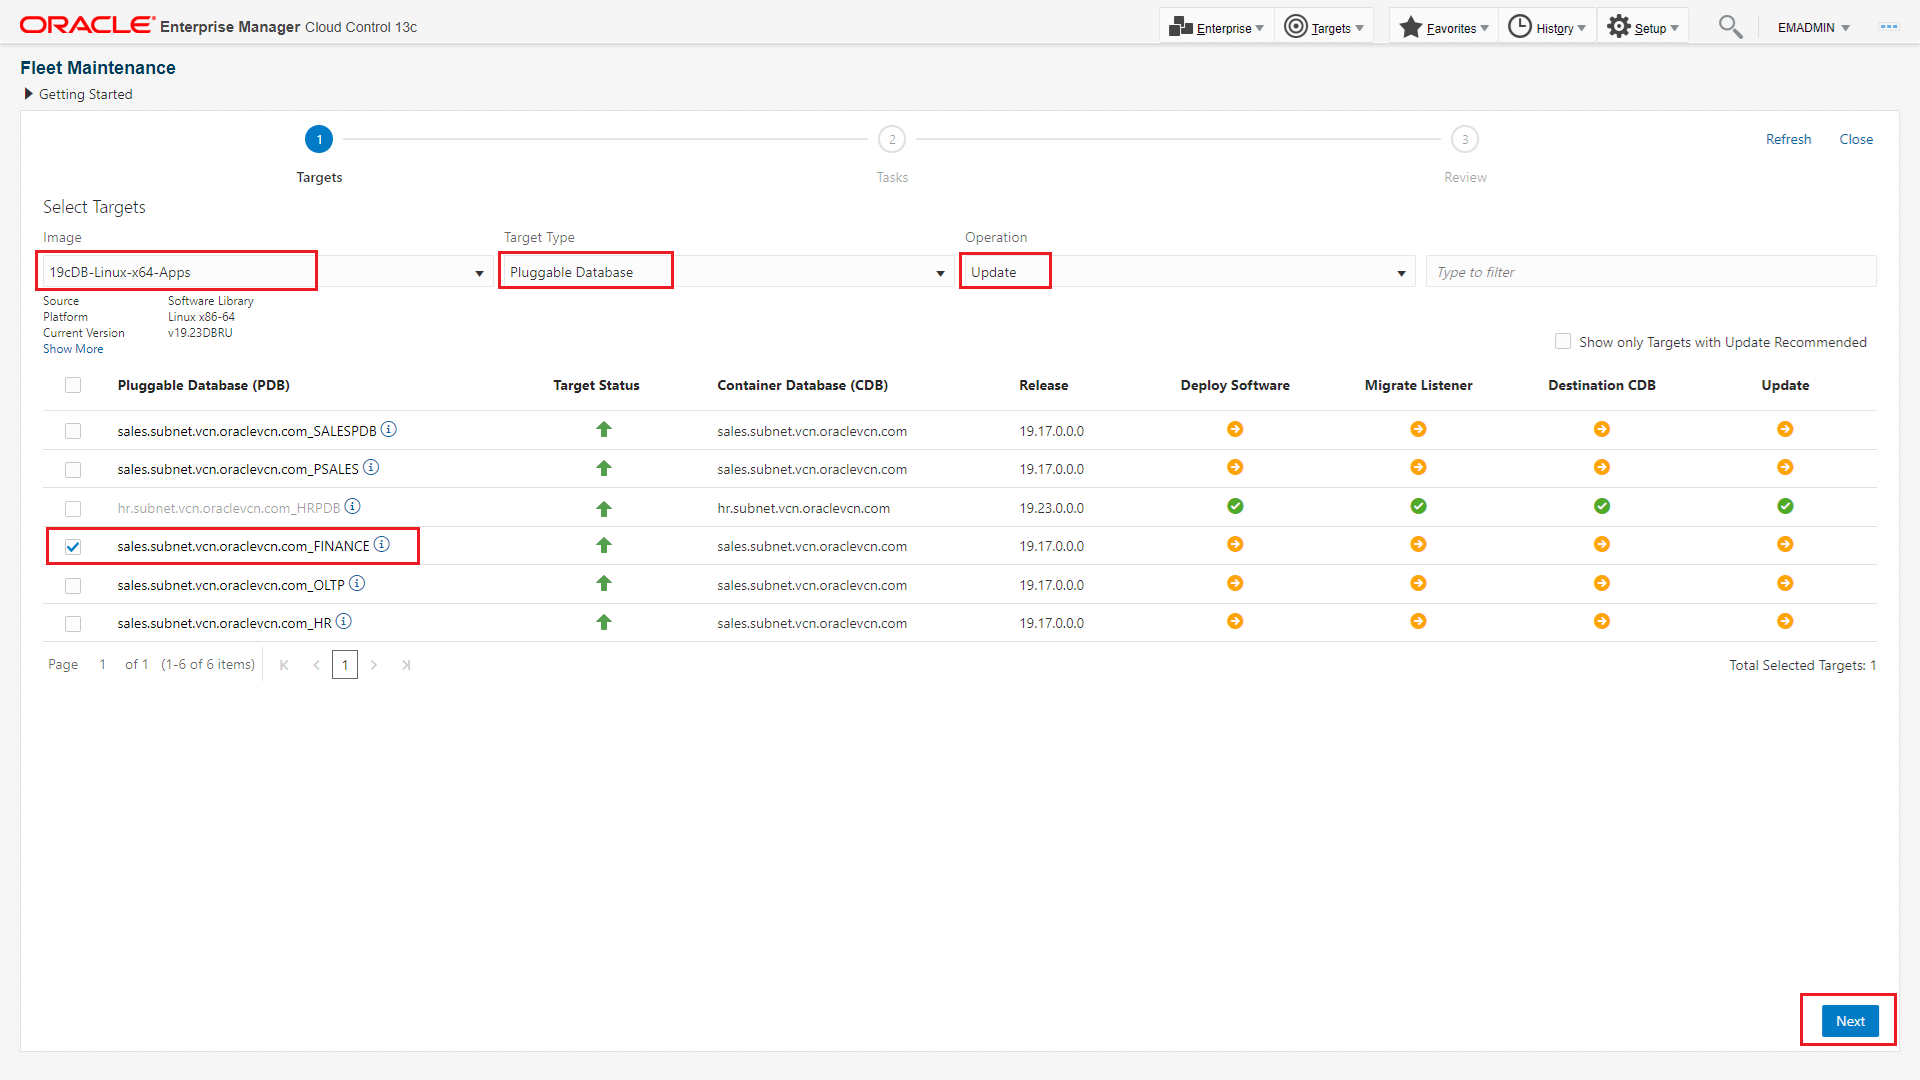 ORACLE Enterprise Manager Cloud Control 13c
Enterprise Targets Favorites History Setup EMADMIN
Fleet Maintenance
Getting Started
1 2 3 Refresh Close
Targets Tasks Review
Select Targets
Image Target Type Operation
19cDB-Linux-x64-Apps Pluggable Database Update Type to filter
Source Software Library
Platform Linux x86-64
Current Version v19.23DBRU
Show More
Show only Targets with Update Recommended
Pluggable Database (PDB) Target Status Container Database (CDB) Release Deploy Software Migrate Listener Destination CDB Update
sales.subnet.vcn.oraclevcn.com_SALESPDB sales.subnet.vcn.oraclevcn.com 19.17.0.0.0
sales.subnet.vcn.oraclevcn.com_PSALES sales.subnet.vcn.oraclevcn.com 19.17.0.0.0
hr.subnet.vcn.oraclevcn.com_HRPDB hr.subnet.vcn.oraclevcn.com 19.23.0.0.0
sales.subnet.vcn.oraclevcn.com_FINANCE sales.subnet.vcn.oraclevcn.com 19.17.0.0.0
sales.subnet.vcn.oraclevcn.com_OLTP sales.subnet.vcn.oraclevcn.com 19.17.0.0.0
sales.subnet.vcn.oraclevcn.com_HR sales.subnet.vcn.oraclevcn.com 19.17.0.0.0
Page 1 of 1 (1-6 of 6 items) 1 Total Selected Targets: 1
Next